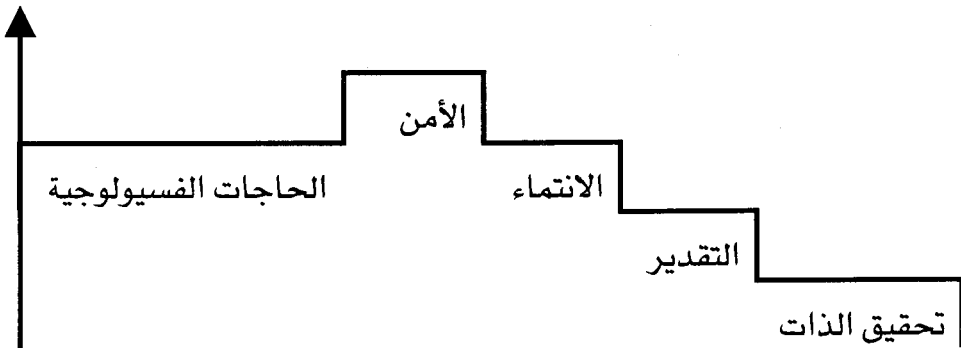 الأمن
الحاجات الفسيولوجية
الانتماء
التقدير
تحقيق الذات